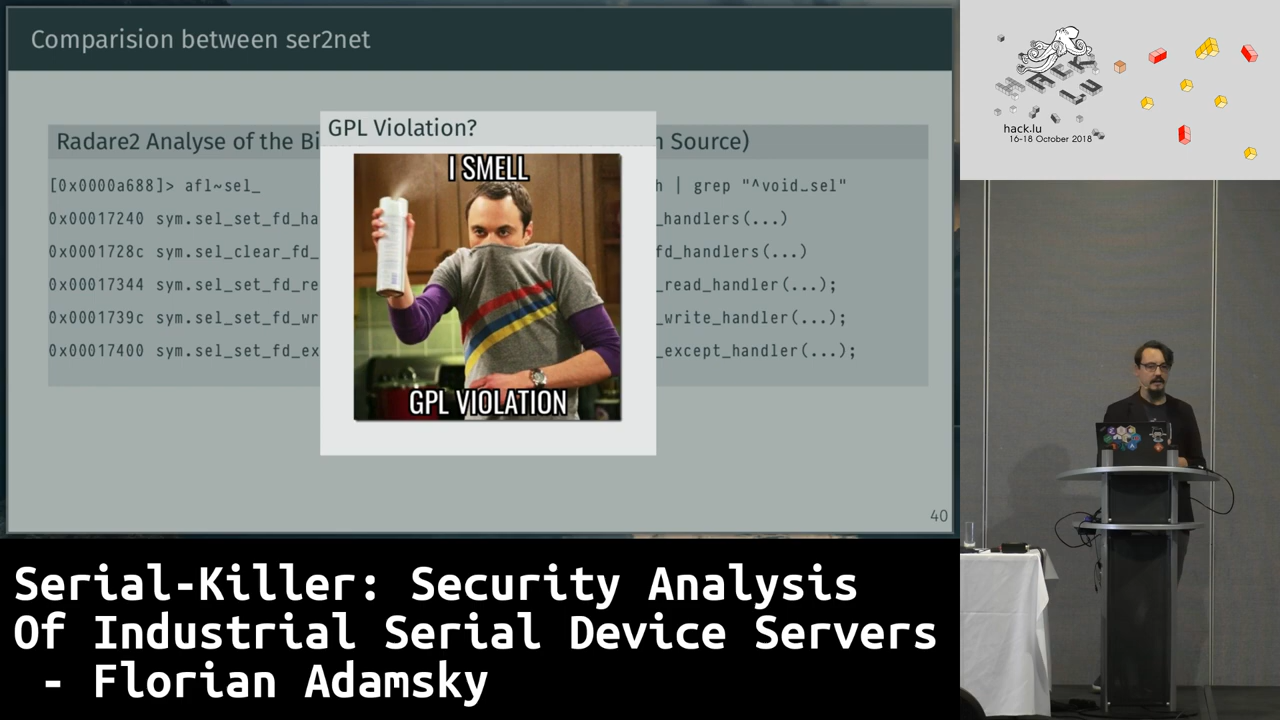 Comparision between ser2net
Radare2 Analyse of the Bi
n Source)
GPL Violation?
I SMELL
GPL VIOLATION
[0x0000a688]> afl~sel_
h | grep "^void_sel"
0x00017240 sym.sel_set_fd_ha
_handlers(...)
0x0001728c sym.sel_clear_fd_
fd_handlers(...)
0x00017344 sym.sel_set_fd_re
_read_handler(...);
0x0001739c sym.sel_set_fd_wr
_write_handler(...);
0x00017400 sym.sel_set_fd_ex
_except_handler(...);
40
HACK
LU
hack.lu
16-18 October 2018
Serial-Killer: Security Analysis
Of Industrial Serial Device Servers
- Florian Adamsky